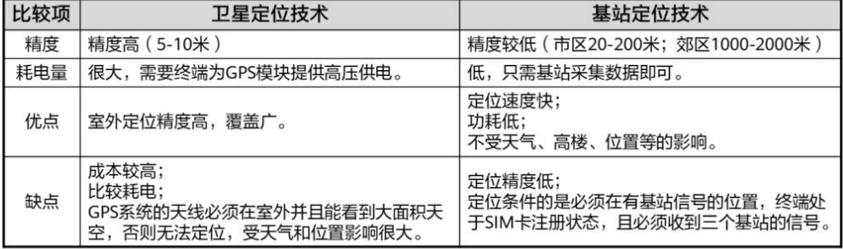 比较项 卫星定位技术 基站定位技术
精度 精度高（5-10米） 精度较低（市区20-200米；郊区1000-2000米）
耗电量 很大，需要终端为GPS模块提供高压供电。 低，只需基站采集数据即可。
优点 室外定位精度高，覆盖广。
定位速度快；
功耗低；
不受天气、高楼、位置等的影响。
缺点
成本较高；
比较耗电；
GPS系统的天线必须在室外并且能看到大面积天
空，否则无法定位，受天气和位置影响很大。
定位精度低；
定位条件的是必须在有基站信号的位置，终端处
于SIM卡注册状态，且必须收到三个基站的信号。